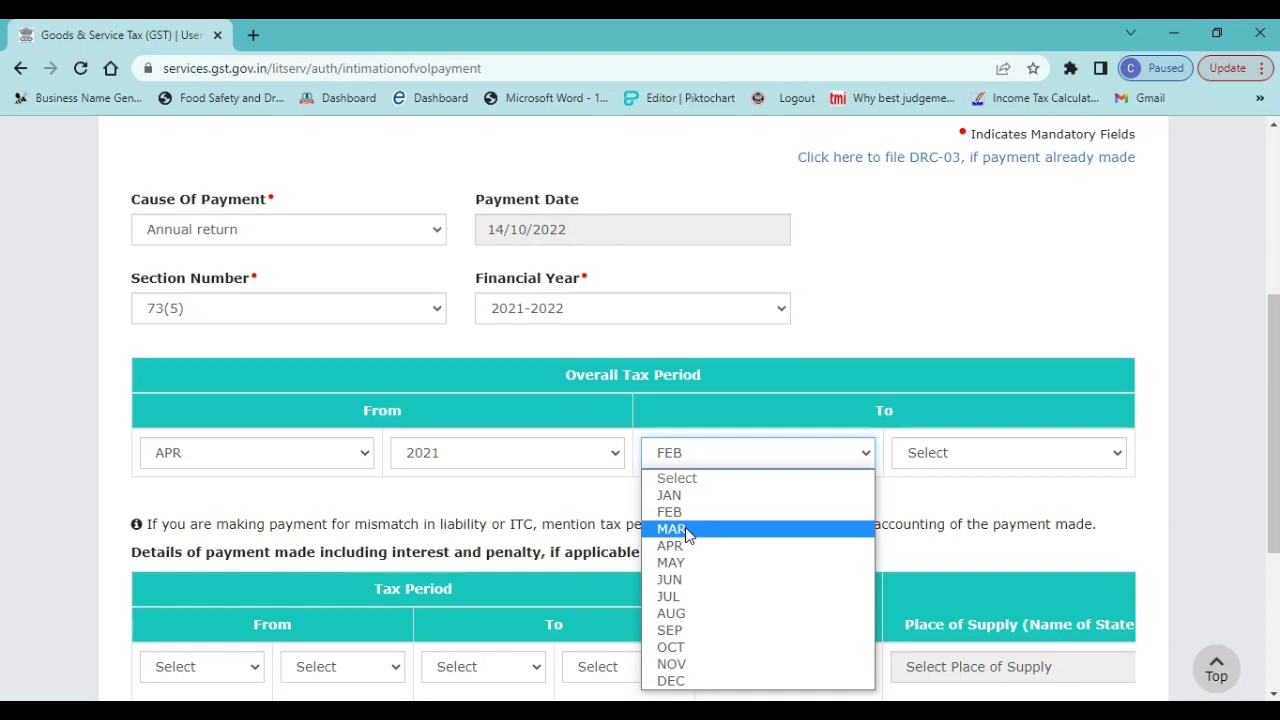 Goods & Service Tax (GST) | User
services.gst.gov.in/litserv/auth/intimationofvolpayment
C Paused
Update
Business Name Gen...
Food Safety and Dr...
Dashboard
Dashboard
Microsoft Word - 1...
Editor | Piktochart
Logout
tmi Why best judgeme...
Income Tax Calculat...
Gmail
»
• Indicates Mandatory Fields
Click here to file DRC-03, if payment already made
Cause Of Payment•
Payment Date
Annual return
14/10/2022
Section Number•
Financial Year•
73(5)
2021-2022
Overall Tax Period
From
To
APR
2021
FEB
Select
Select
JAN
FEB
MAR
APR
MAY
JUN
JUL
AUG
SEP
OCT
NOV
DEC
If you are making payment for mismatch in liability or ITC, mention tax pe
accounting of the payment made.
Details of payment made including interest and penalty, if applicable
Tax Period
From
To
Place of Supply (Name of State
Select
Select
Select
Select
Select Place of Supply
Top